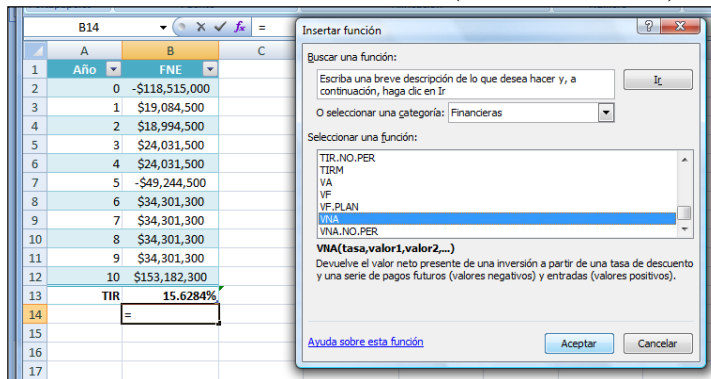 B14
fx =
A B C
Año FNE
1
2 0 -$118,515,000
3 1 $19,084,500
4 2 $18,994,500
5 3 $24,031,500
6 4 $24,031,500
7 5 -$49,244,500
8 6 $34,301,300
9 7 $34,301,300
10 8 $34,301,300
11 9 $34,301,300
12 10 $153,182,300
13 TIR 15.6284%
14 =
15
16
17
Insertar función
Buscar una función:
Escriba una breve descripción de lo que desea hacer y, a
continuación, haga clic en Ir
Ir
O seleccionar una categoría: Financieras
Seleccionar una función:
TIR.NO.PER
TIRM
VA
VF
VF.PLAN
VNA
VNA.NO.PER
VNA(tasa,valor1,valor2,...)
Devuelve el valor neto presente de una inversión a partir de una tasa de descuento
y una serie de pagos futuros (valores negativos) y entradas (valores positivos).
Ayuda sobre esta función
Aceptar Cancelar